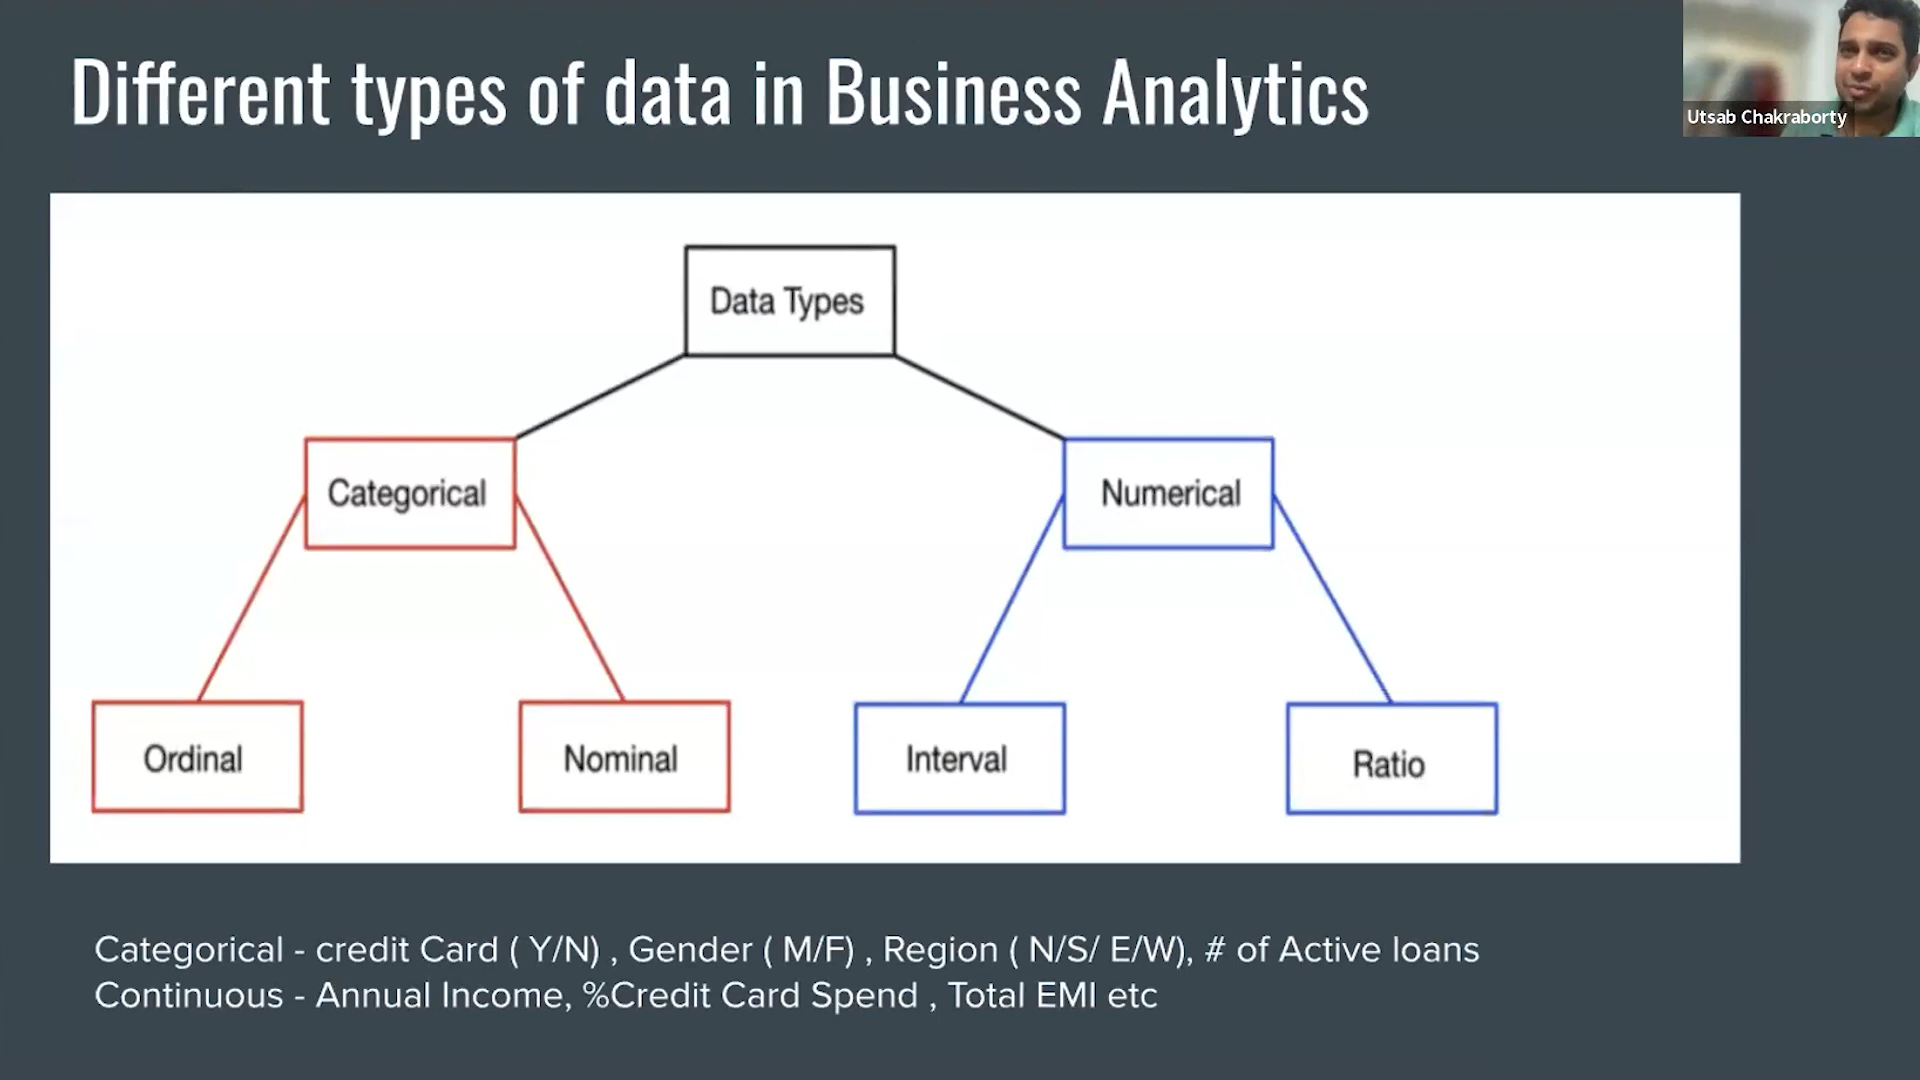 Different types of data in Business Analytics
Utsab Chakraborty
Data Types
Categorical
Numerical
Ordinal
Nominal
Interval
Ratio
Categorical - credit Card ( Y/N) , Gender ( M/F) , Region ( N/S/ E/W), # of Active loans
Continuous - Annual Income, %Credit Card Spend , Total EMI etc